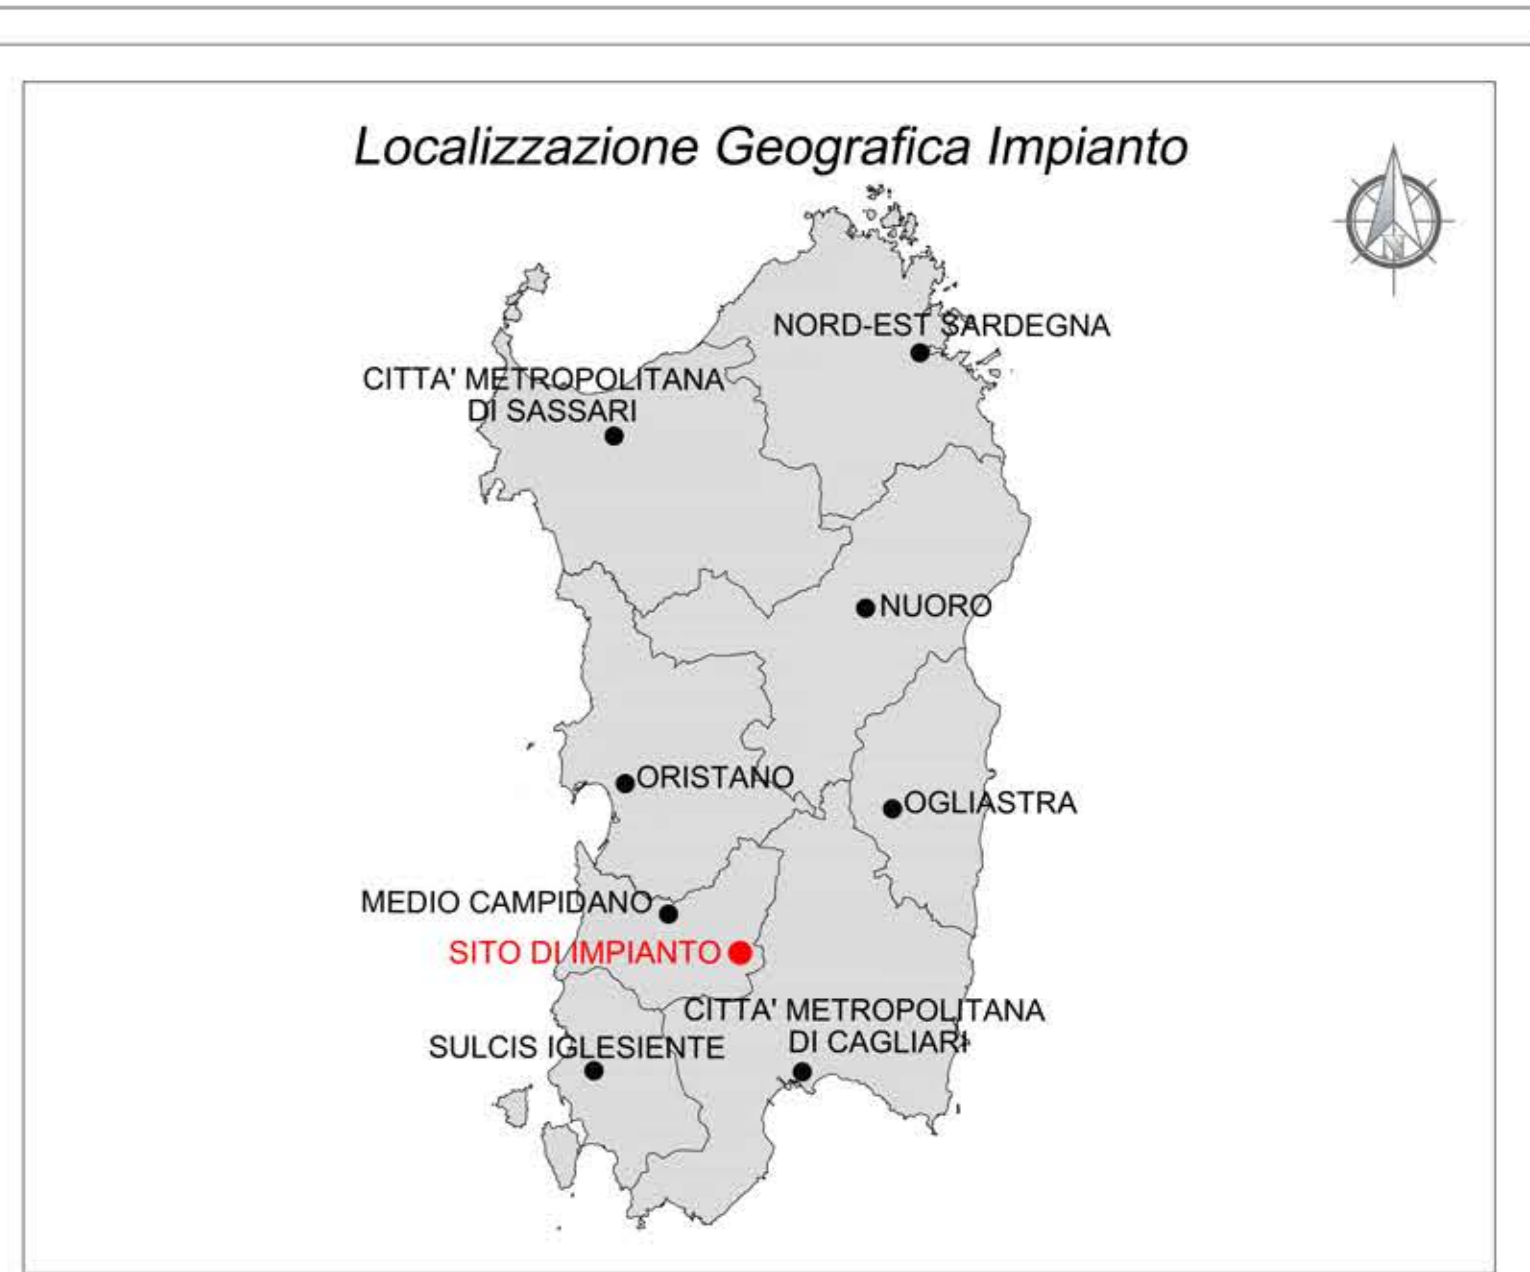 Localizzazione Geografica Impianto
N
NORD-EST SARDEGNA
CITTA' METROPOLITANA
DI SASSARI
NUORO
ORISTANO
OGLIASTRA
MEDIO CAMPIDANO
SITO DI IMPIANTO
CITTA' METROPOLITANA
DI CAGLIARI
SULCIS IGLESIENTE